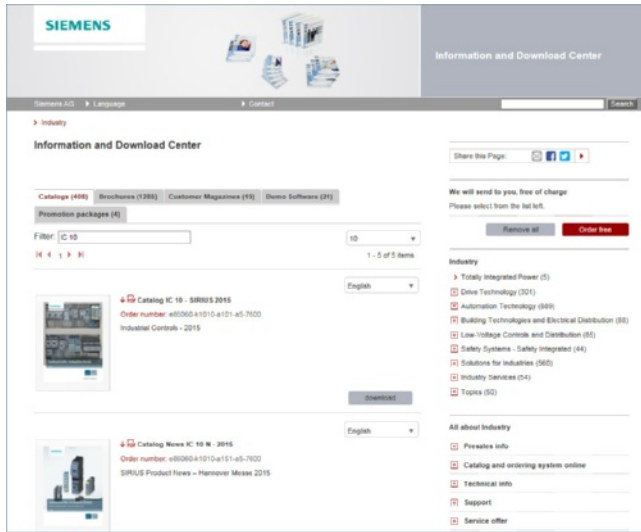 SIEMENS
Information and Download Center
Siemens AG Language Contact Search
Industry
Information and Download Center
Share this Page:
Catalogs (408) Brochures (1285) Customer Magazines (19) Demo Software (21)
Promotion packages (4)
We will send to you, free of charge
Please select from the list left.
Remove all Order free
Filter: IC 10
10
1
1 - 5 of 5 items
Industry
Totally Integrated Power (5)
Drive Technology (301)
Automation Technology (889)
Building Technologies and Electrical Distribution (88)
Low-Voltage Controls and Distribution (85)
Safety Systems - Safety Integrated (44)
Solutions for Industries (560)
Industry Services (54)
Topics (50)
English
Catalog IC 10 - SIRIUS 2015
Order number: e86060-k1010-a101-a5-7600
Industrial Controls - 2015
download
All about Industry
Presales info
Catalog and ordering system online
Technical info
Support
Service offer
English
Catalog News IC 10 N - 2015
Order number: e86060-k1010-a151-a5-7600
SIRIUS Product News – Hannover Messe 2015